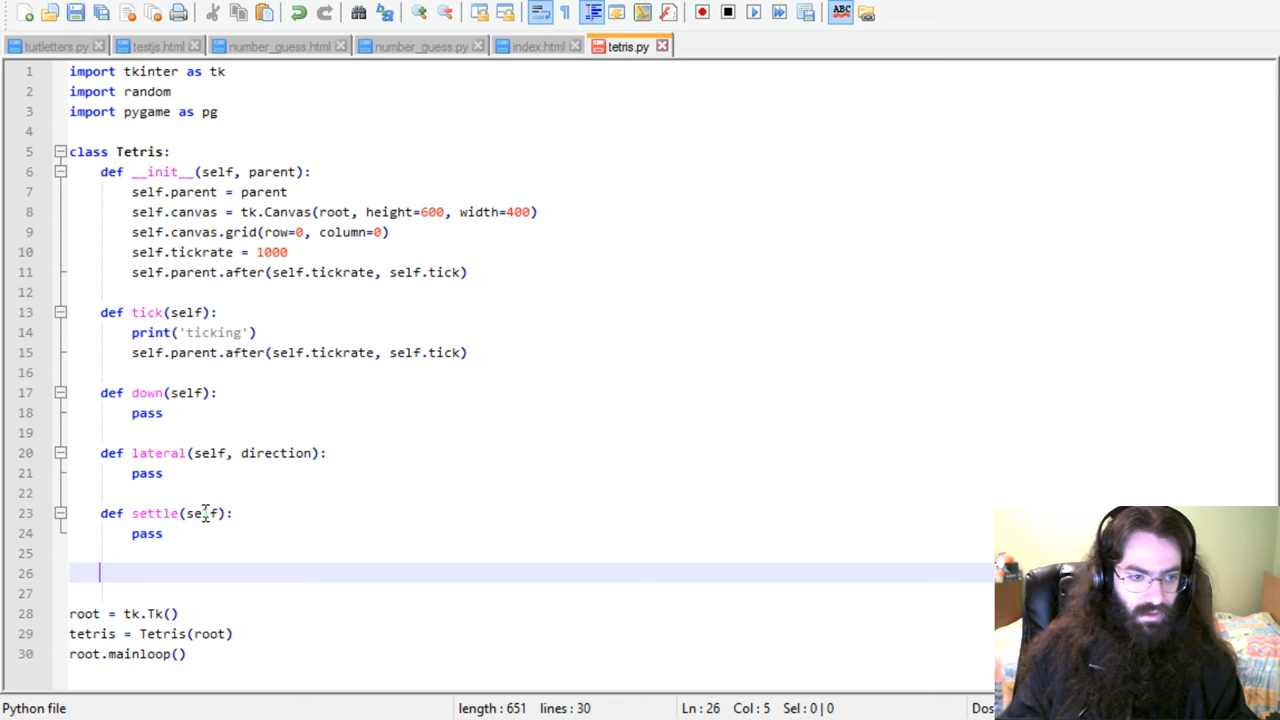 turtletters.py
testjs.html
number_guess.html
number_guess.py
index.html
tetris.py
ABC
1 import tkinter as tk
2 import random
3 import pygame as pg
4
5 class Tetris:
6 def __init__(self, parent):
7 self.parent = parent
8 self.canvas = tk.Canvas(root, height=600, width=400)
9 self.canvas.grid(row=0, column=0)
10 self.tickrate = 1000
11 self.parent.after(self.tickrate, self.tick)
12
13 def tick(self):
14 print('ticking')
15 self.parent.after(self.tickrate, self.tick)
16
17 def down(self):
18 pass
19
20 def lateral(self, direction):
21 pass
22
23 def settle(self):
24 pass
25
26
27
28 root = tk.Tk()
29 tetris = Tetris(root)
30 root.mainloop()
Python file length : 651 lines : 30 Ln : 26 Col : 5 Sel : 0 | 0 Dos